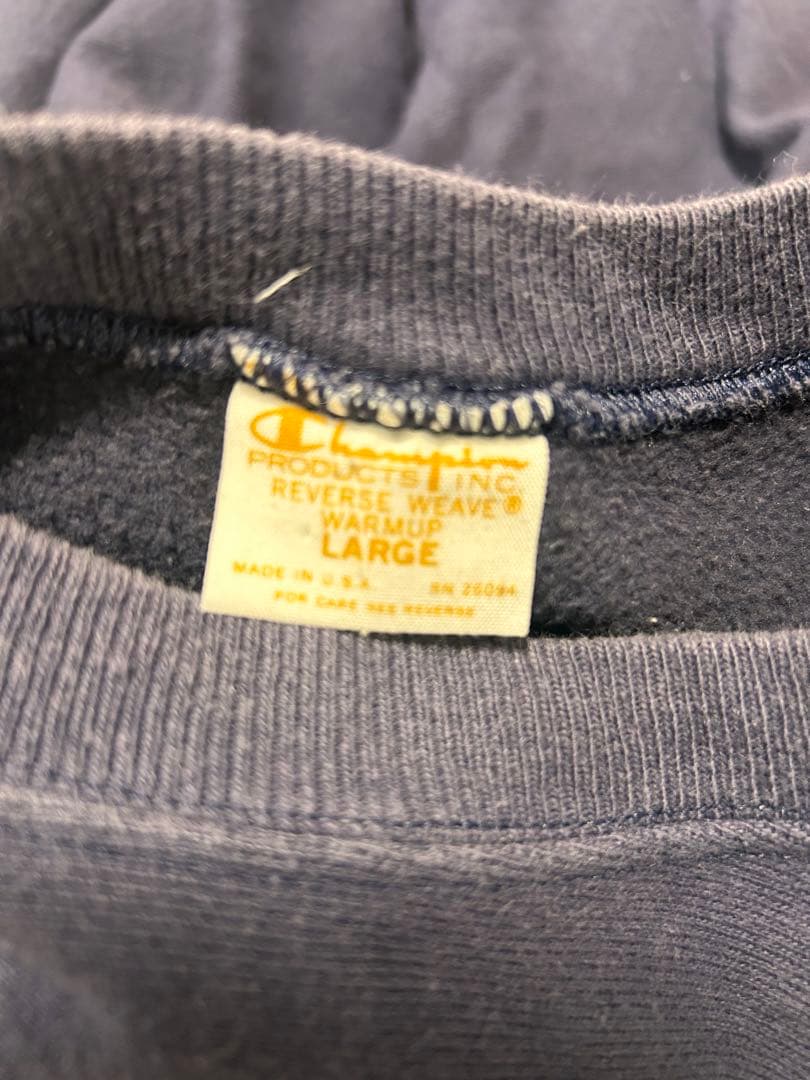 Champion
PRODUCTS INC.
REVERSE WEAVE®
WARMUP
LARGE
MADE IN U.S.A. RN 26094
FOR CARE SEE REVERSE